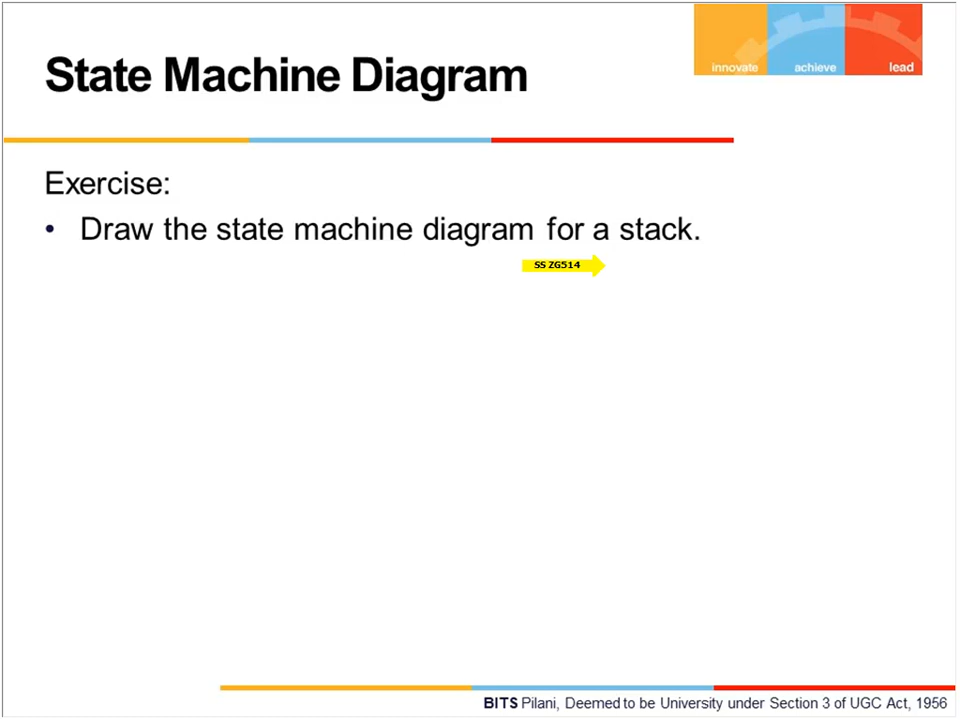 innovate achieve lead
State Machine Diagram
Exercise:
• Draw the state machine diagram for a stack.
SS ZG514
BITS Pilani, Deemed to be University under Section 3 of UGC Act, 1956